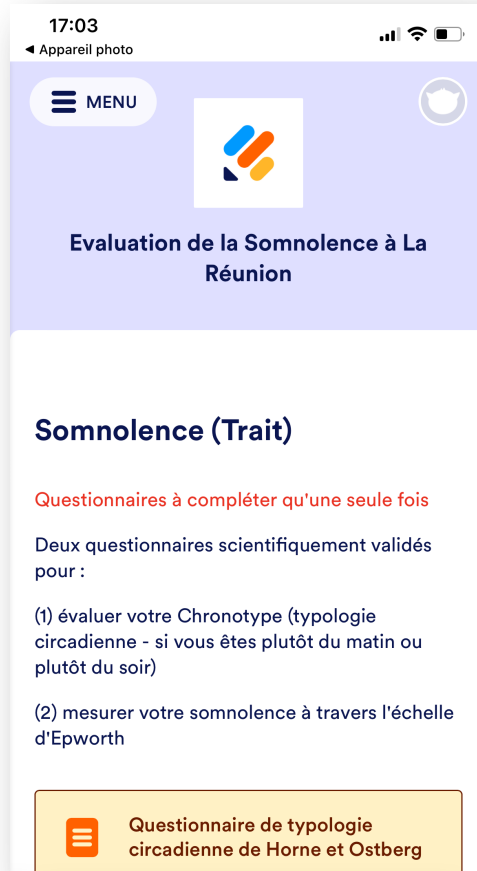 17:03
◀ Appareil photo
MENU
Evaluation de la Somnolence à La
Réunion
Somnolence (Trait)
Questionnaires à compléter qu'une seule fois
Deux questionnaires scientifiquement validés
pour :
(1) évaluer votre Chronotype (typologie
circadienne - si vous êtes plutôt du matin ou
plutôt du soir)
(2) mesurer votre somnolence à travers l'échelle
d'Epworth
Questionnaire de typologie
circadienne de Horne et Ostberg